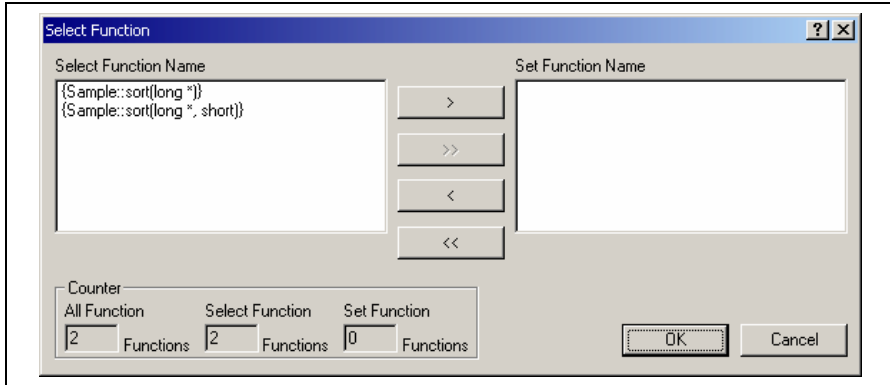 Select Function
? ×
Select Function Name
Set Function Name
{Sample::sort(long *)}
{Sample::sort(long *, short)}
>
>>
<
<<
Counter
All Function
Select Function
Set Function
2 Functions
2 Functions
0 Functions
OK
Cancel